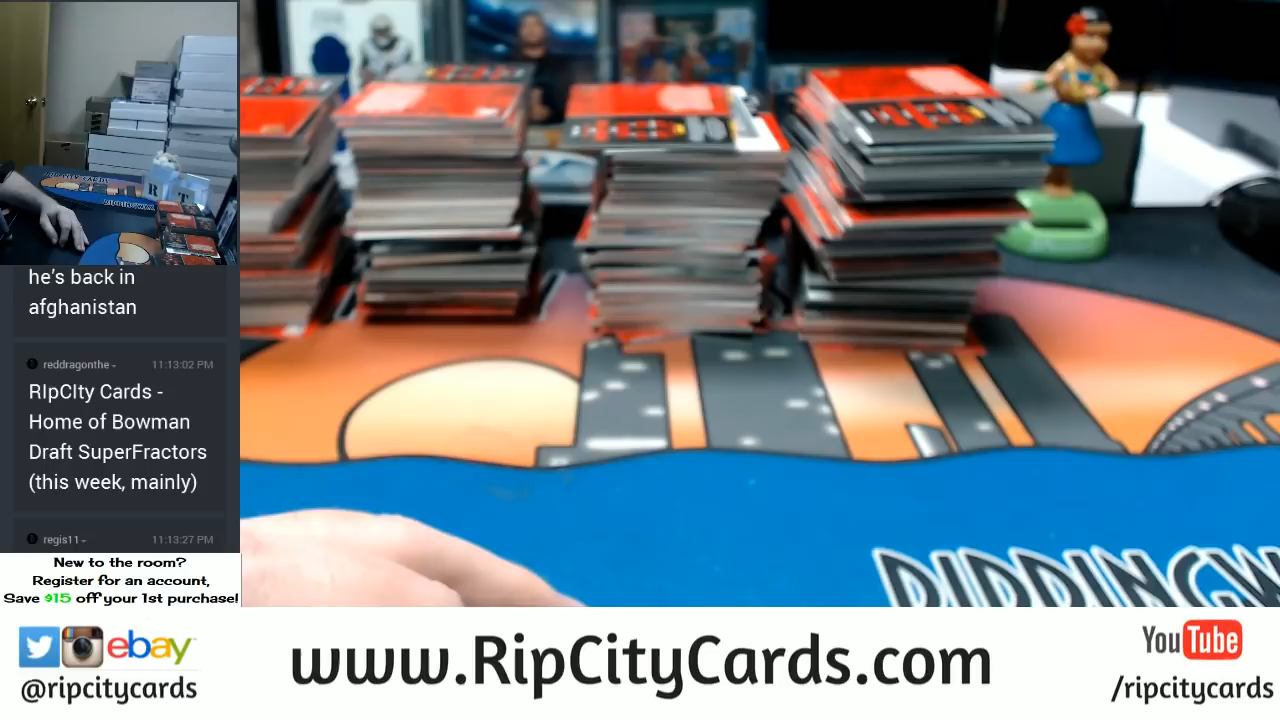 he's back in
afghanistan
reddragonthe -
11:13:02 PM
RIpCIty Cards -
Home of Bowman
Draft SuperFractors
(this week, mainly)
regis11 -
11:13:27 PM
New to the room?
Register for an account,
Save $15 off your 1st purchase!
ebay
@ripcitycards
www.RipCityCards.com
YouTube
/ripcitycards
RIPPINGW